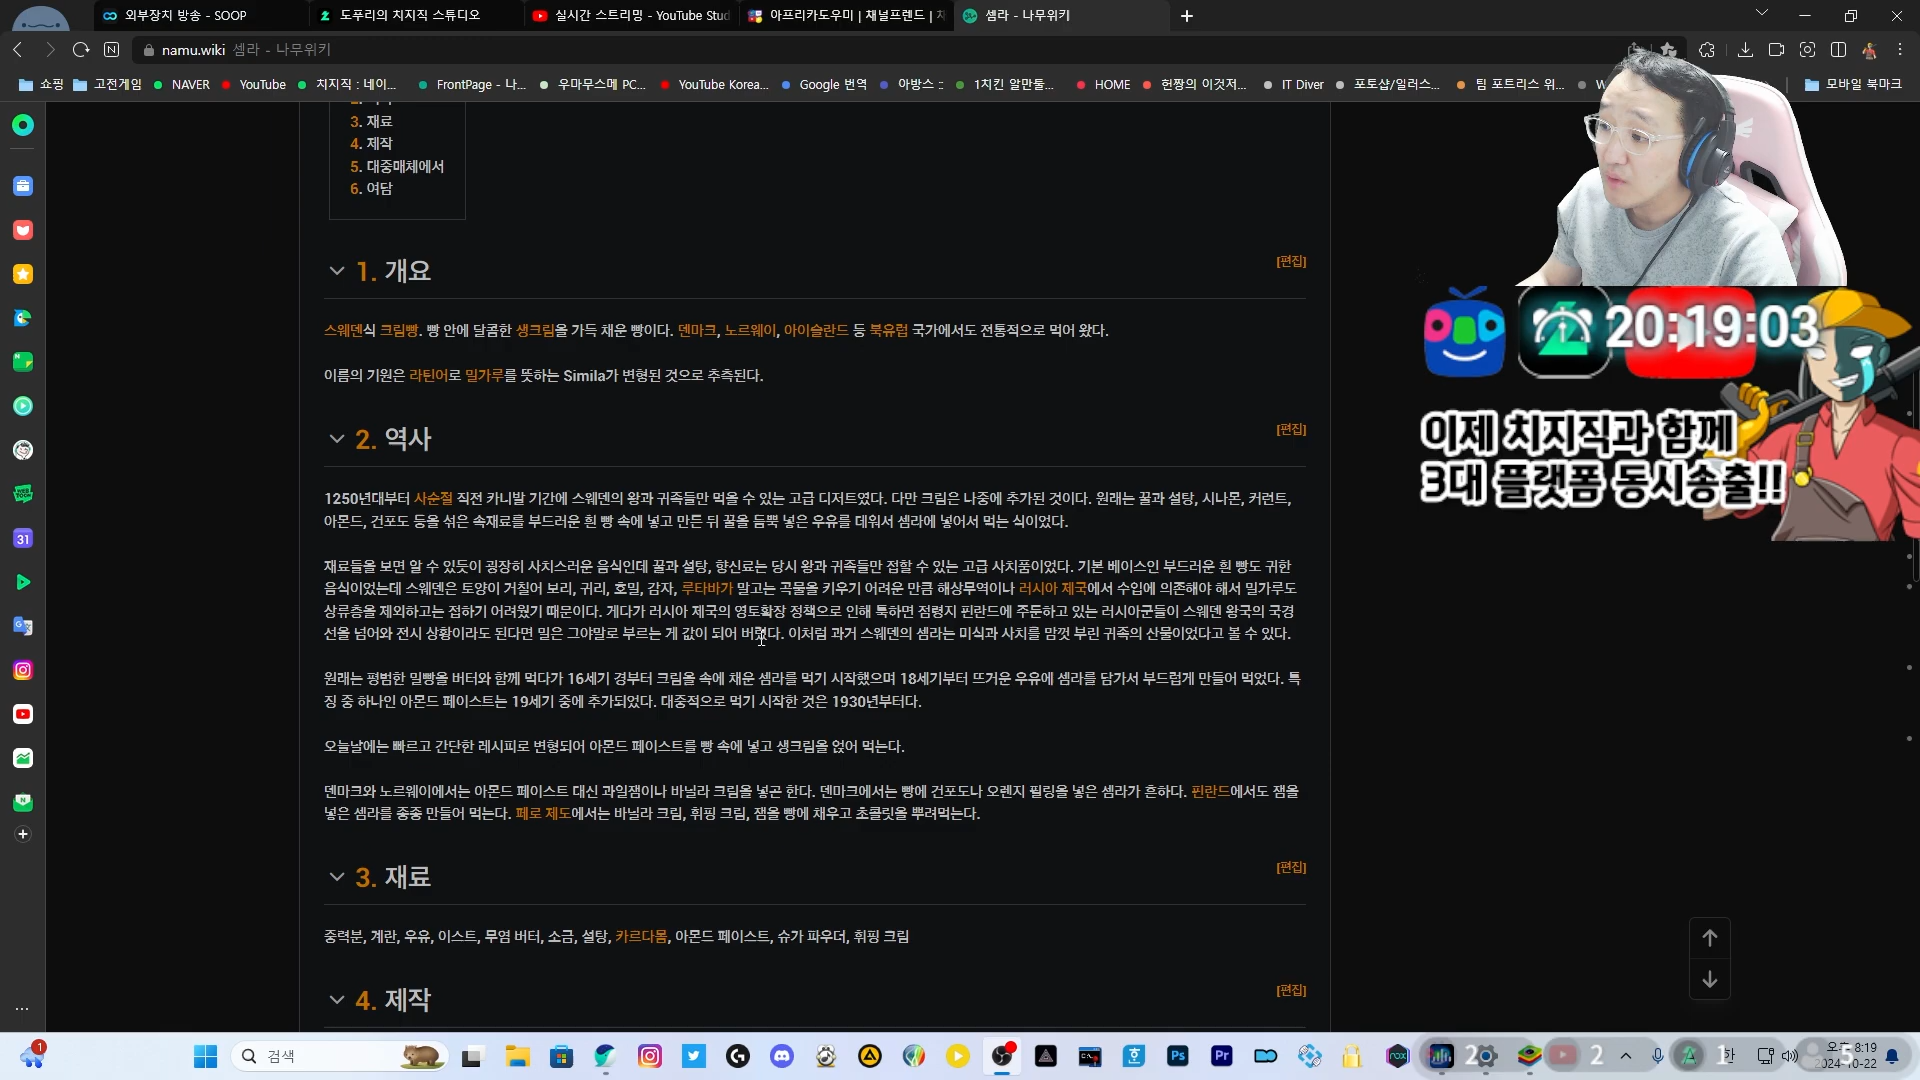 외부장치 방송 - SOOP
도푸리의 치지직 스튜디오
실시간 스트리밍 - YouTube Stud
아프리카도우미 | 채널프렌드 | 치
셈라 - 나무위키
namu.wiki 셈라 - 나무위키
쇼핑
고전게임
NAVER
YouTube
치지직 : 네이...
FrontPage - 나...
우마무스메 PC...
YouTube Korea...
Google 번역
아방스 ::
1치킨 알만툴...
HOME
헌짱의 이것저...
IT Diver
포토샵/일러스...
팀 포트리스 위...
모바일 북마크
3. 재료
4. 제작
5. 대중매체에서
6. 여담
1. 개요
[편집]
스웨덴식 크림빵. 빵 안에 달콤한 생크림을 가득 채운 빵이다. 덴마크, 노르웨이, 아이슬란드 등 북유럽 국가에서도 전통적으로 먹어 왔다.
이름의 기원은 라틴어로 밀가루를 뜻하는 Simila가 변형된 것으로 추측된다.
2. 역사
[편집]
1250년대부터 사순절 직전 카니발 기간에 스웨덴의 왕과 귀족들만 먹을 수 있는 고급 디저트였다. 다만 크림은 나중에 추가된 것이다. 원래는 꿀과 설탕, 시나몬, 커런트,
아몬드, 건포도 등을 섞은 속재료를 부드러운 흰 빵 속에 넣고 만든 뒤 꿀을 듬뿍 넣은 우유를 데워서 셈라에 넣어서 먹는 식이었다.
재료들을 보면 알 수 있듯이 굉장히 사치스러운 음식인데 꿀과 설탕, 향신료는 당시 왕과 귀족들만 접할 수 있는 고급 사치품이었다. 기본 베이스인 부드러운 흰 빵도 귀한
음식이었는데 스웨덴은 토양이 거칠어 보리, 귀리, 호밀, 감자, 루타바가 말고는 곡물을 키우기 어려운 만큼 해상무역이나 러시아 제국에서 수입에 의존해야 해서 밀가루도
상류층을 제외하고는 접하기 어려웠기 때문이다. 게다가 러시아 제국의 영토확장 정책으로 인해 툭하면 점령지 핀란드에 주둔하고 있는 러시아군들이 스웨덴 왕국의 국경
선을 넘어와 전시 상황이라도 된다면 밀은 그야말로 부르는 게 값이 되어 버렸다. 이처럼 과거 스웨덴의 셈라는 미식과 사치를 맘껏 부린 귀족의 산물이었다고 볼 수 있다.
원래는 평범한 밀빵을 버터와 함께 먹다가 16세기 경부터 크림을 속에 채운 셈라를 먹기 시작했으며 18세기부터 뜨거운 우유에 셈라를 담가서 부드럽게 만들어 먹었다. 특
징 중 하나인 아몬드 페이스트는 19세기 중에 추가되었다. 대중적으로 먹기 시작한 것은 1930년부터다.
오늘날에는 빠르고 간단한 레시피로 변형되어 아몬드 페이스트를 빵 속에 넣고 생크림을 얹어 먹는다.
덴마크와 노르웨이에서는 아몬드 페이스트 대신 과일잼이나 바닐라 크림을 넣곤 한다. 덴마크에서는 빵에 건포도나 오렌지 필링을 넣은 셈라가 흔하다. 핀란드에서도 잼을
넣은 셈라를 종종 만들어 먹는다. 페로 제도에서는 바닐라 크림, 휘핑 크림, 잼을 빵에 채우고 초콜릿을 뿌려먹는다.
3. 재료
[편집]
중력분, 계란, 우유, 이스트, 무염 버터, 소금, 설탕, 카르다몸, 아몬드 페이스트, 슈가 파우더, 휘핑 크림
4. 제작
[편집]
20:19:03
이제 치지직과 함께
3대 플랫폼 동시송출!!
검색
오후 8:19
2024-10-22